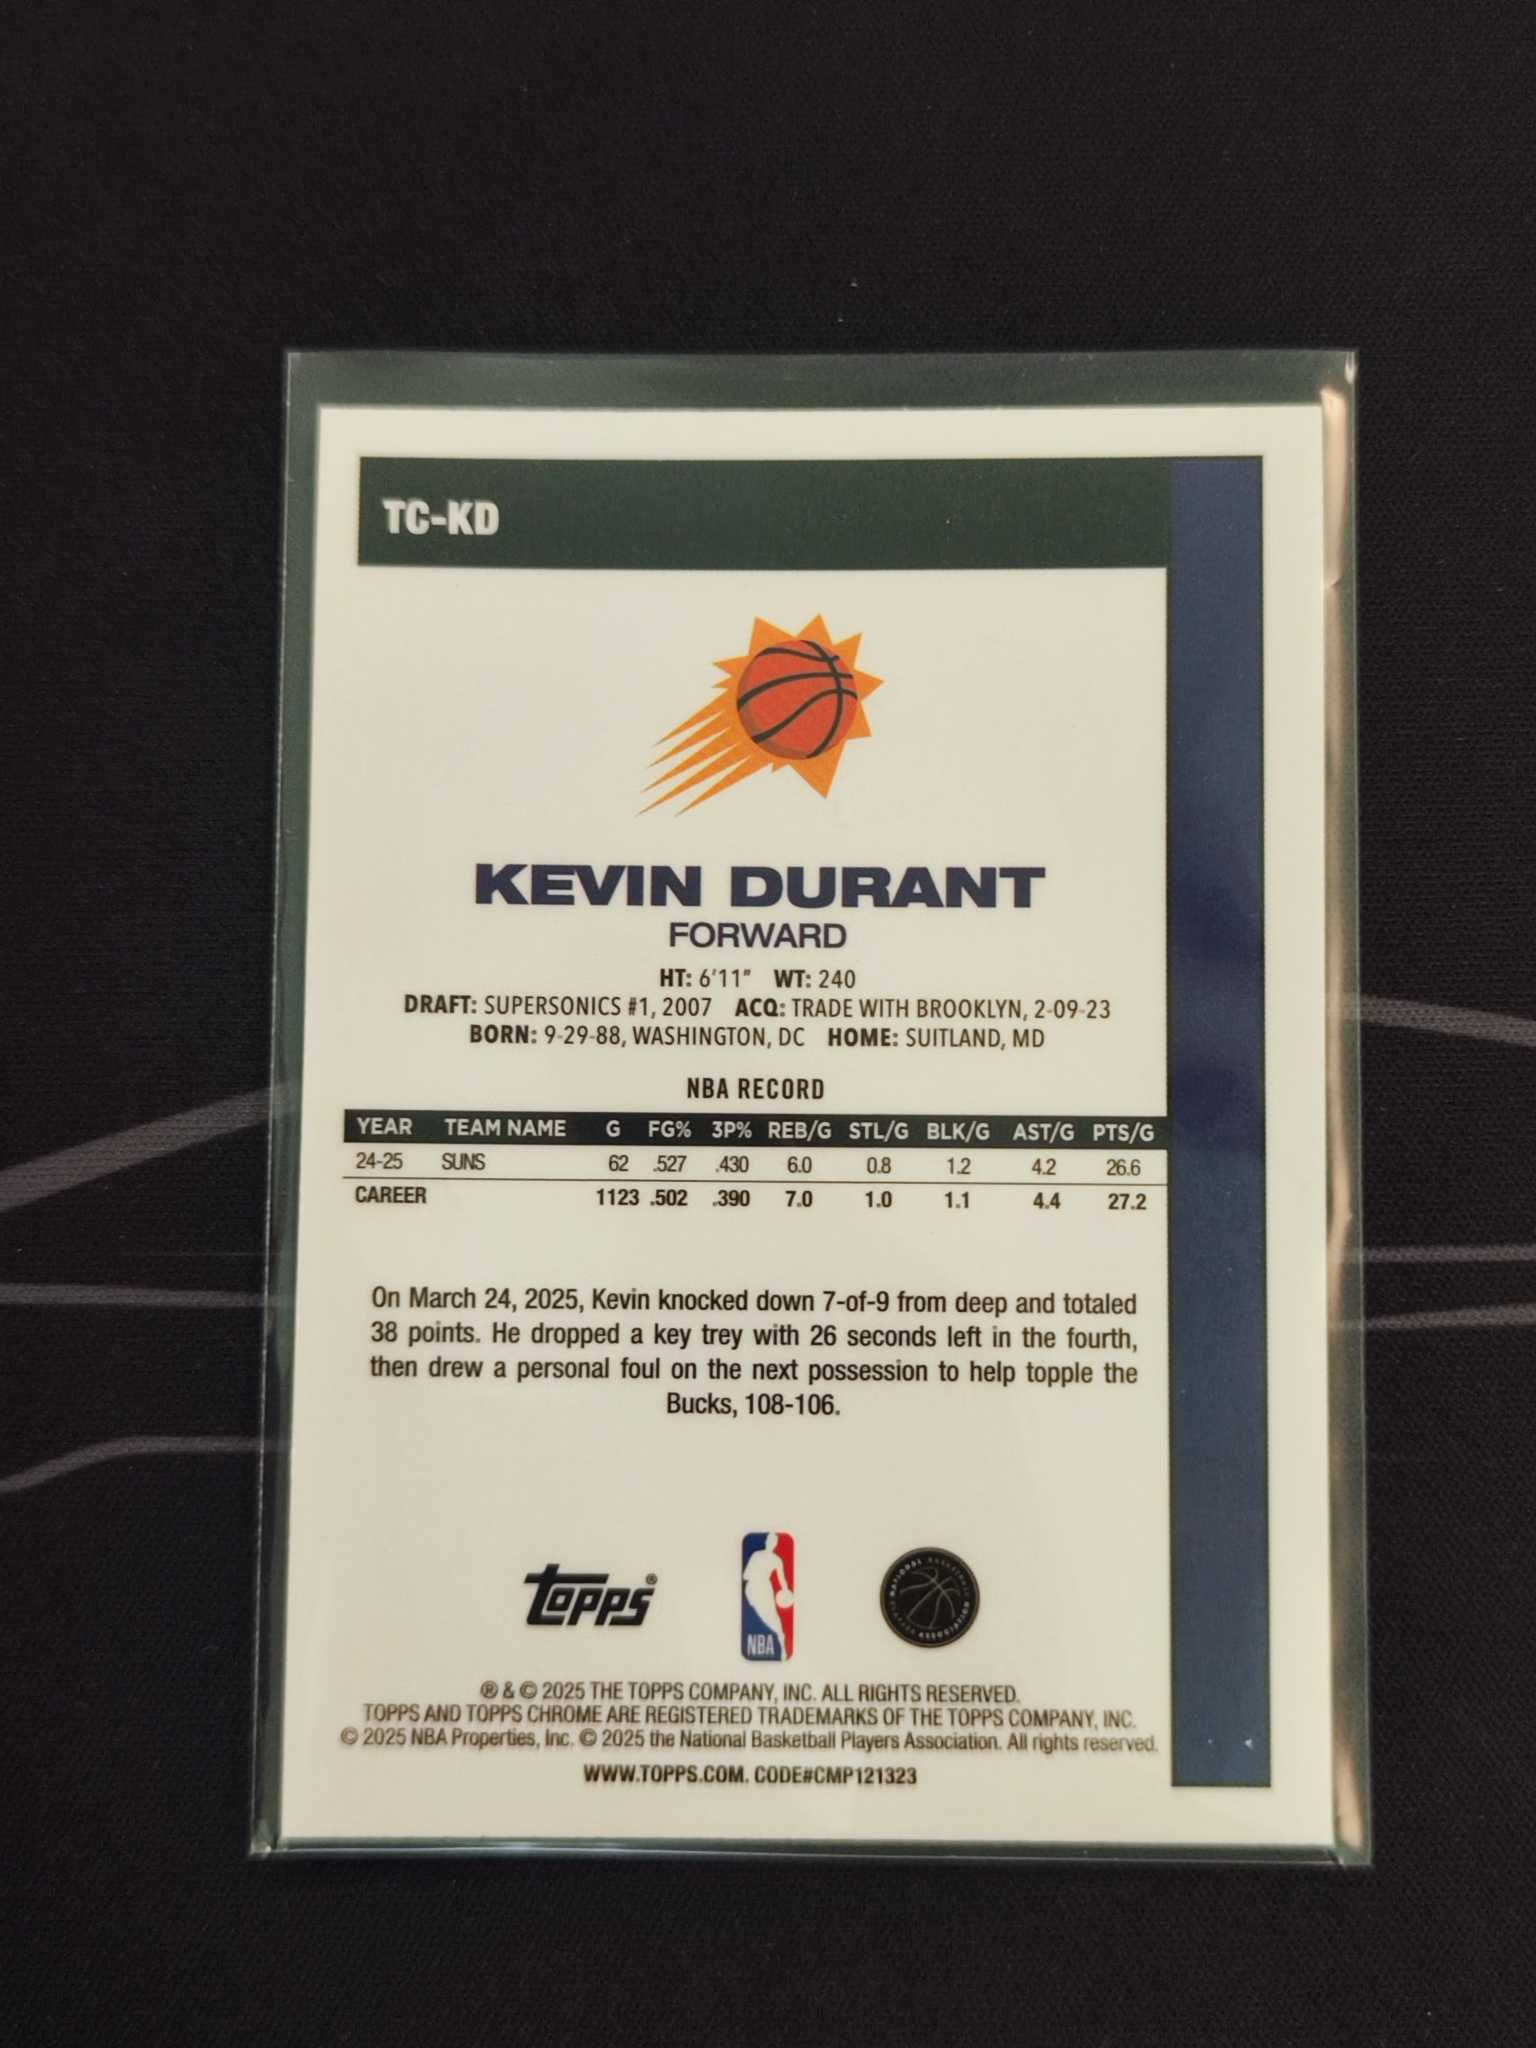 TC-KD
KEVIN DURANT
FORWARD
HT: 6'11" WT: 240
DRAFT: SUPERSONICS #1, 2007 ACQ: TRADE WITH BROOKLYN, 2-09-23
BORN: 9-29-88, WASHINGTON, DC HOME: SUITLAND, MD
NBA RECORD
YEAR TEAM NAME G FG% 3P% REB/G STL/G BLK/G AST/G PTS/G
24-25 SUNS 62 .527 .430 6.0 0.8 1.2 4.2 26.6
CAREER 1123 .502 .390 7.0 1.0 1.1 4.4 27.2
On March 24, 2025, Kevin knocked down 7-of-9 from deep and totaled
38 points. He dropped a key trey with 26 seconds left in the fourth,
then drew a personal foul on the next possession to help topple the
Bucks, 108-106.
topps®
NBA
NATIONAL BASKETBALL PLAYERS ASSOCIATION
® & © 2025 THE TOPPS COMPANY, INC. ALL RIGHTS RESERVED.
TOPPS AND TOPPS CHROME ARE REGISTERED TRADEMARKS OF THE TOPPS COMPANY, INC.
© 2025 NBA Properties, Inc. © 2025 the National Basketball Players Association. All rights reserved.
WWW.TOPPS.COM. CODE#CMP121323